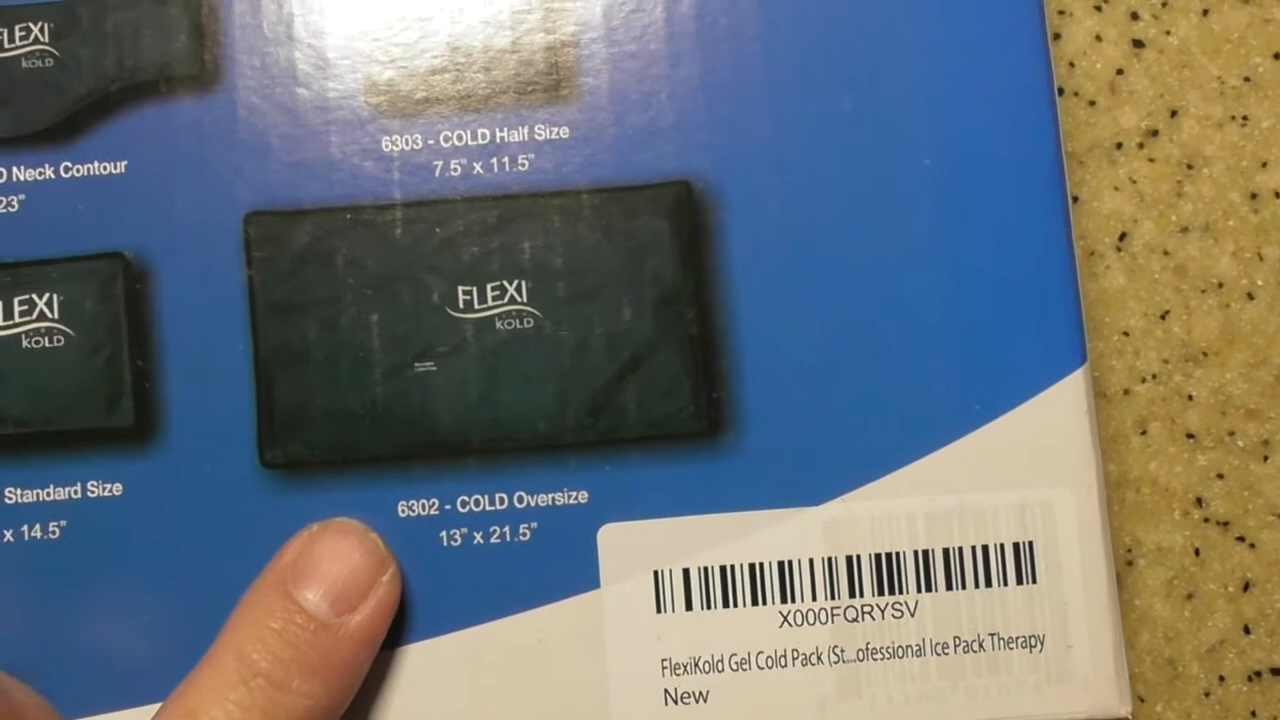 FLEXI
KOLD
6303 - COLD Half Size
7.5" x 11.5"
Neck Contour
23"
FLEXI
KOLD
LEXI
KOLD
6302 - COLD Oversize
13" x 21.5"
Standard Size
x 14.5"
X000FQRYSV
FlexiKold Gel Cold Pack (St...ofessional Ice Pack Therapy
New